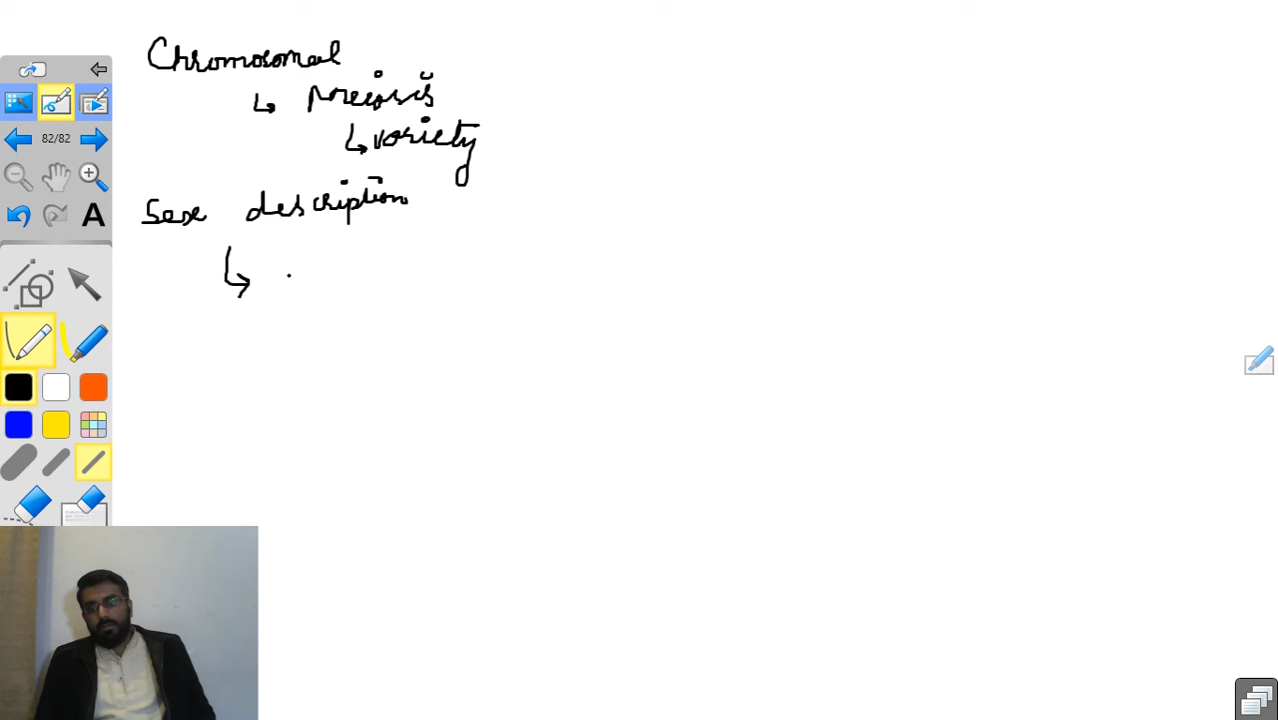 Chromosomal
↳ meiosis
↳ variety
82/82
Sex description
↳
A